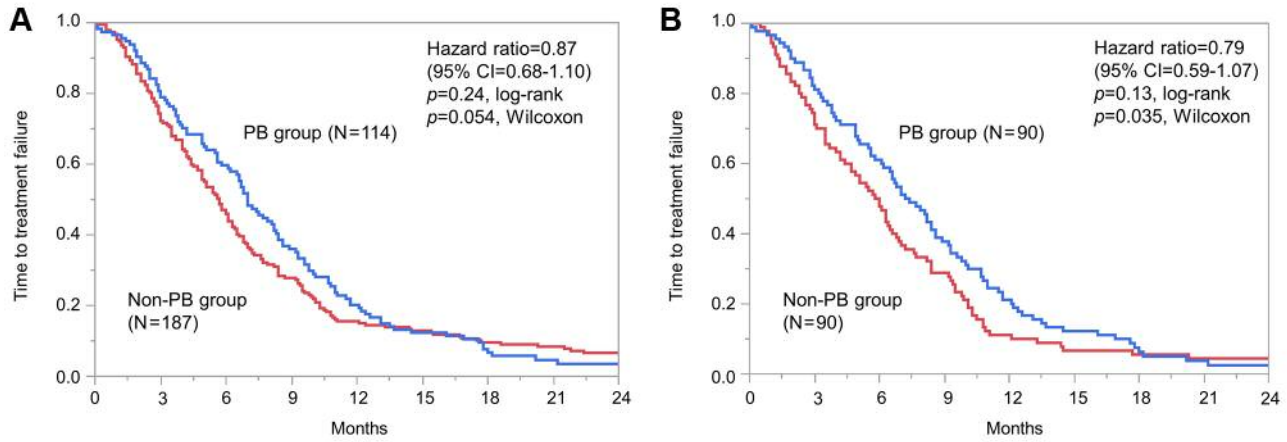 A
Hazard ratio=0.87
(95% CI=0.68-1.10)
p=0.24, log-rank
p=0.054, Wilcoxon
PB group (N=114)
Non-PB group
(N=187)
Time to treatment failure
1.0
0.8
0.6
0.4
0.2
0.0
0 3 6 9 12 15 18 21 24
Months
B
Hazard ratio=0.79
(95% CI=0.59-1.07)
p=0.13, log-rank
p=0.035, Wilcoxon
PB group (N=90)
Non-PB group
(N=90)
Time to treatment failure
1.0
0.8
0.6
0.4
0.2
0.0
0 3 6 9 12 15 18 21 24
Months